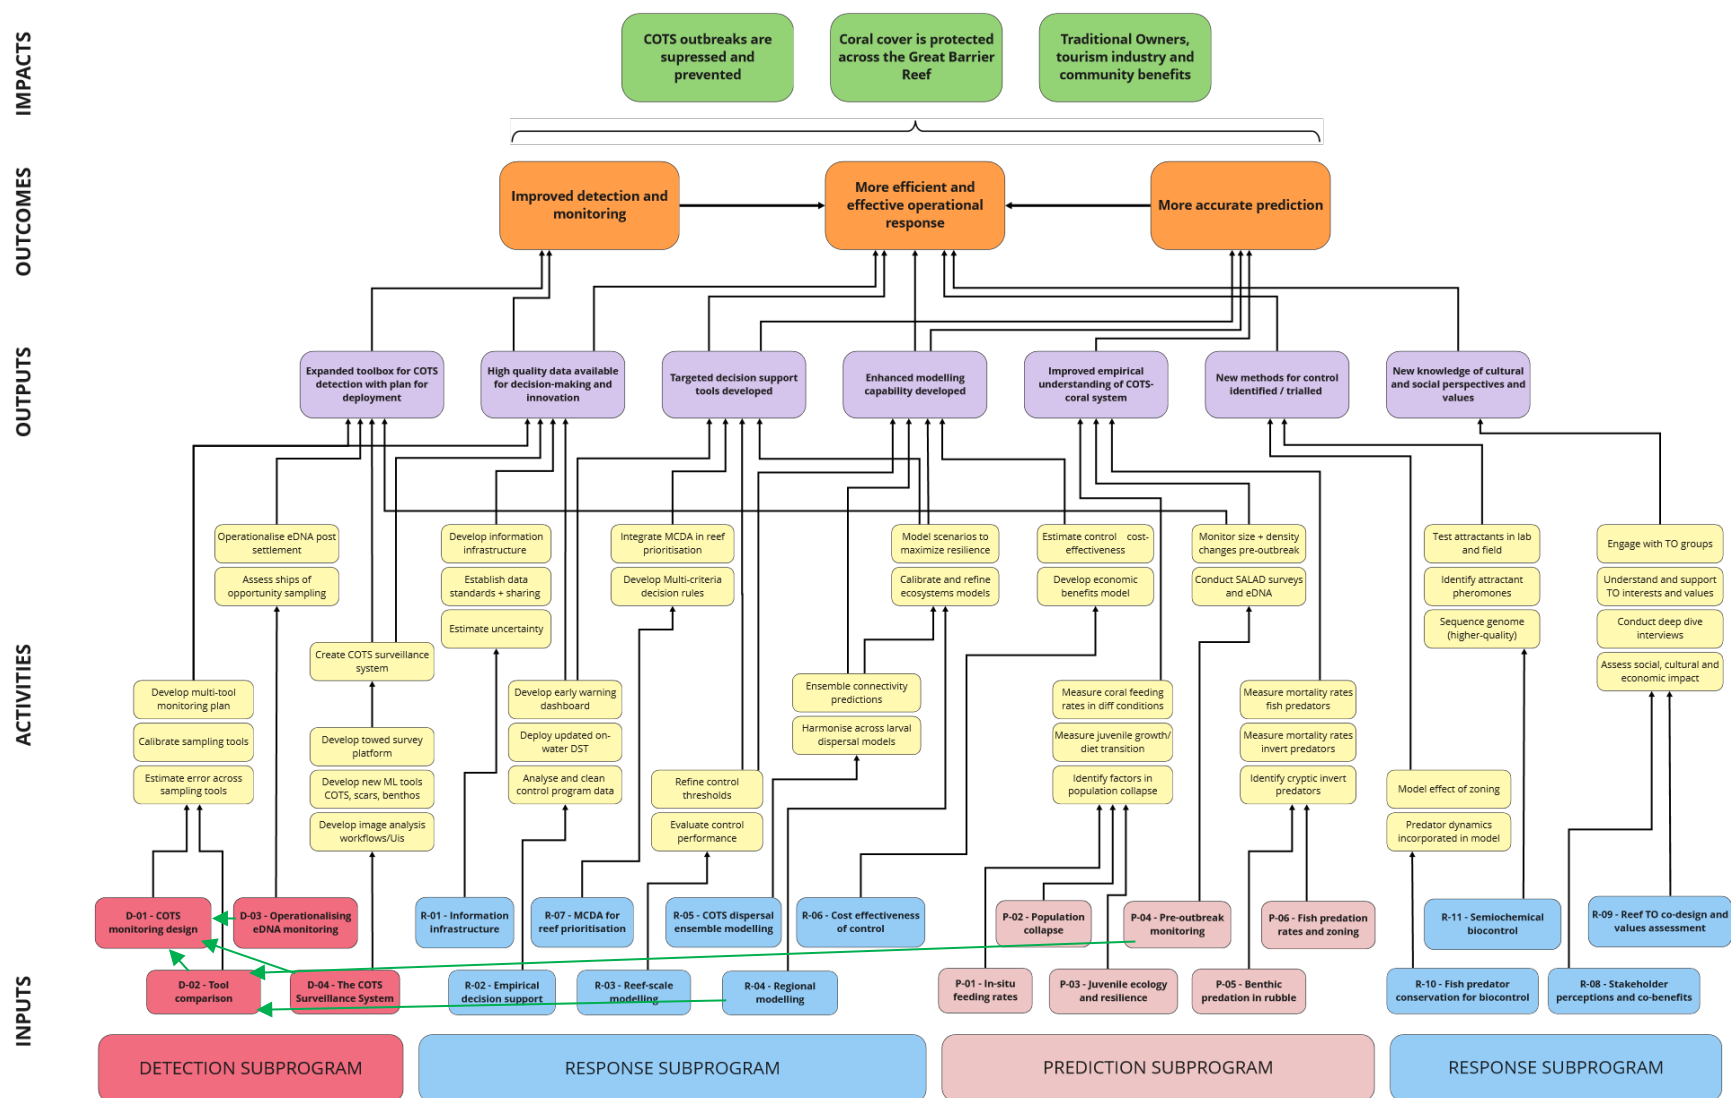 IMPACTS
COTS outbreaks are
supressed and
prevented
Coral cover is protected
across the Great Barrier
Reef
Traditional Owners,
tourism industry and
community benefits
OUTCOMES
Improved detection and
monitoring
More efficient and
effective operational
response
More accurate prediction
OUTPUTS
Expanded toolbox for COTS
detection with plan for
deployment
High quality data available
for decision-making and
innovation
Targeted decision support
tools developed
Enhanced modelling
capability developed
Improved empirical
understanding of COTS-
coral system
New methods for control
identified / trialled
New knowledge of cultural
and social perspectives and
values
ACTIVITIES
Operationalise eDNA post
settlement
Assess ships of
opportunity sampling
Develop information
infrastructure
Establish data
standards + sharing
Estimate uncertainty
Integrate MCDA in reef
prioritisation
Develop Multi-criteria
decision rules
Model scenarios to
maximize resilience
Calibrate and refine
ecosystems models
Estimate control cost-
effectiveness
Develop economic
benefits model
Monitor size + density
changes pre-outbreak
Conduct SALAD surveys
and eDNA
Test attractants in lab
and field
Identify attractant
pheromones
Sequence genome
(higher-quality)
Engage with TO groups
Understand and support
TO interests and values
Conduct deep dive
interviews
Assess social, cultural and
economic impact
Create COTS surveillance
system
Develop multi-tool
monitoring plan
Calibrate sampling tools
Estimate error across
sampling tools
Develop towed survey
platform
Develop new ML tools
COTS, scars, benthos
Develop image analysis
workflows/Uis
Develop early warning
dashboard
Deploy updated on-
water DST
Analyse and clean
control program data
Refine control
thresholds
Evaluate control
performance
Ensemble connectivity
predictions
Harmonise across larval
dispersal models
Measure coral feeding
rates in diff conditions
Measure juvenile growth/
diet transition
Identify factors in
population collapse
Measure mortality rates
fish predators
Measure mortality rates
invert predators
Identify cryptic invert
predators
Model effect of zoning
Predator dynamics
incorporated in model
INPUTS
D-01 - COTS
monitoring design
D-03 - Operationalising
eDNA monitoring
R-01 - Information
infrastructure
R-07 - MCDA for
reef prioritisation
R-05 - COTS dispersal
ensemble modelling
R-06 - Cost effectiveness
of control
P-02 - Population
collapse
P-04 - Pre-outbreak
monitoring
P-06 - Fish predation
rates and zoning
R-11 - Semiochemical
biocontrol
R-09 - Reef TO co-design and
values assessment
D-02 - Tool
comparison
D-04 - The COTS
Surveillance System
R-02 - Empirical
decision support
R-03 - Reef-scale
modelling
R-04 - Regional
modelling
P-01 - In-situ
feeding rates
P-03 - Juvenile ecology
and resilience
P-05 - Benthic
predation in rubble
R-10 - Fish predator
conservation for biocontrol
R-08 - Stakeholder
perceptions and co-benefits
DETECTION SUBPROGRAM
RESPONSE SUBPROGRAM
PREDICTION SUBPROGRAM
RESPONSE SUBPROGRAM